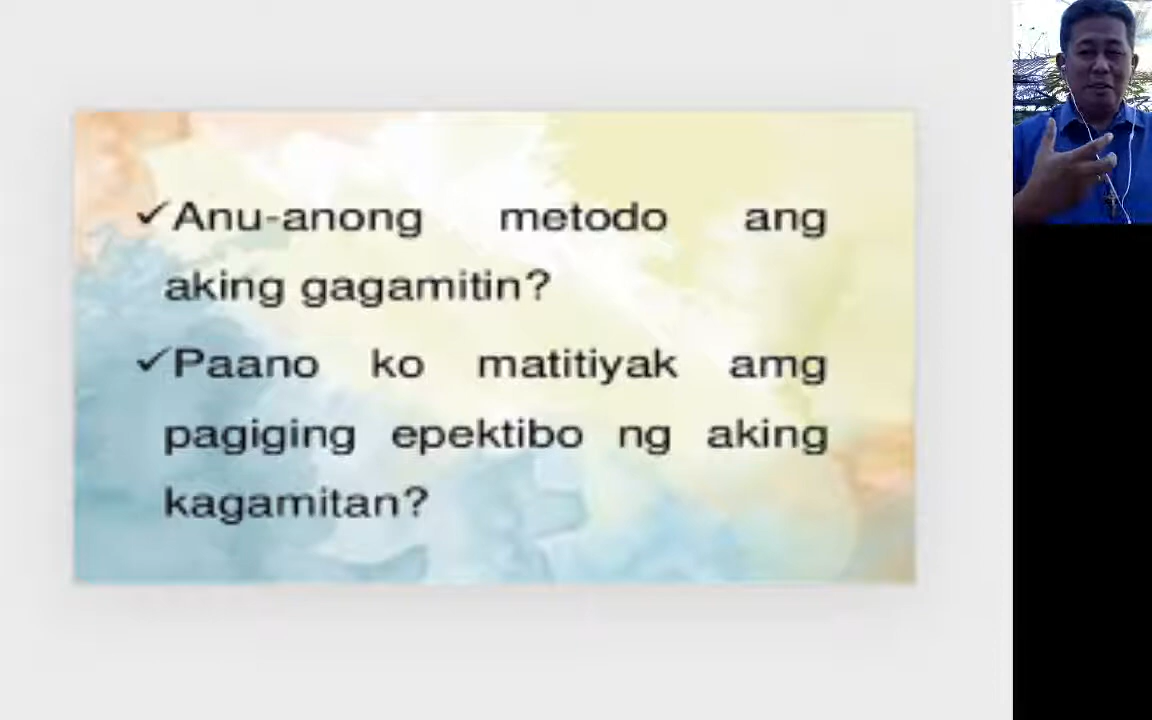 ✓Anu-anong metodo ang
aking gagamitin?
✓Paano ko matitiyak amg
pagiging epektibo ng aking
kagamitan?